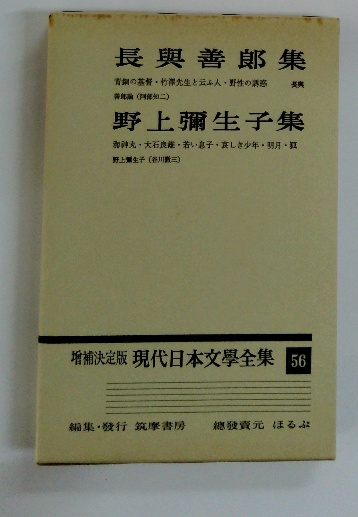 長與善郎集
青銅の基督・竹澤先生と云ふ人・野性の誘惑 長與
善郎論(阿部知二)
野上彌生子集
海神丸・大石良雄・若い息子・哀しき少年・明月・狐
野上彌生子(谷川徹三)
増補決定版 現代日本文學全集 56
編集・發行 筑摩書房 總發賣元 ほるぷ